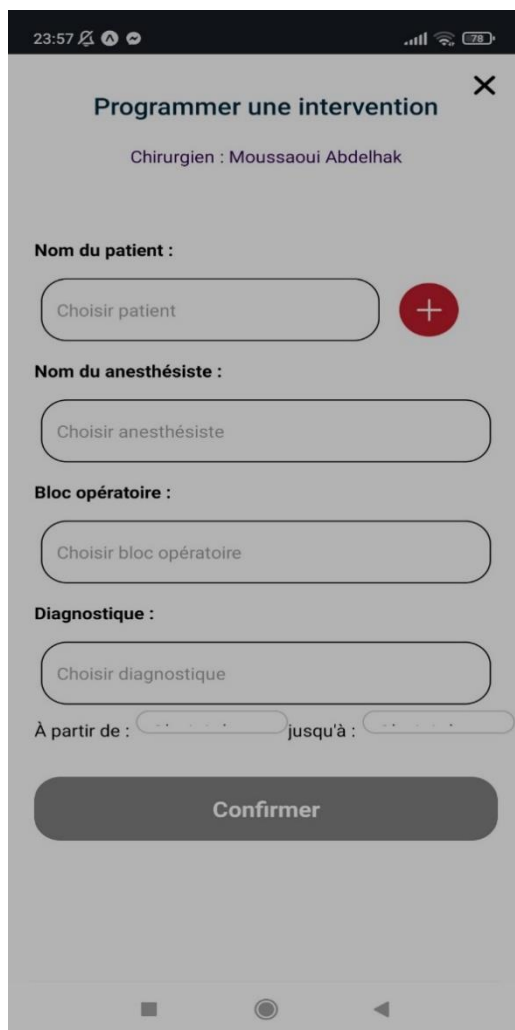 23:57 78
Programmer une intervention
Chirurgien : Moussaoui Abdelhak
Nom du patient :
Choisir patient
Nom du anesthésiste :
Choisir anesthésiste
Bloc opératoire :
Choisir bloc opératoire
Diagnostique :
Choisir diagnostique
À partir de : jusqu'à :
Confirmer